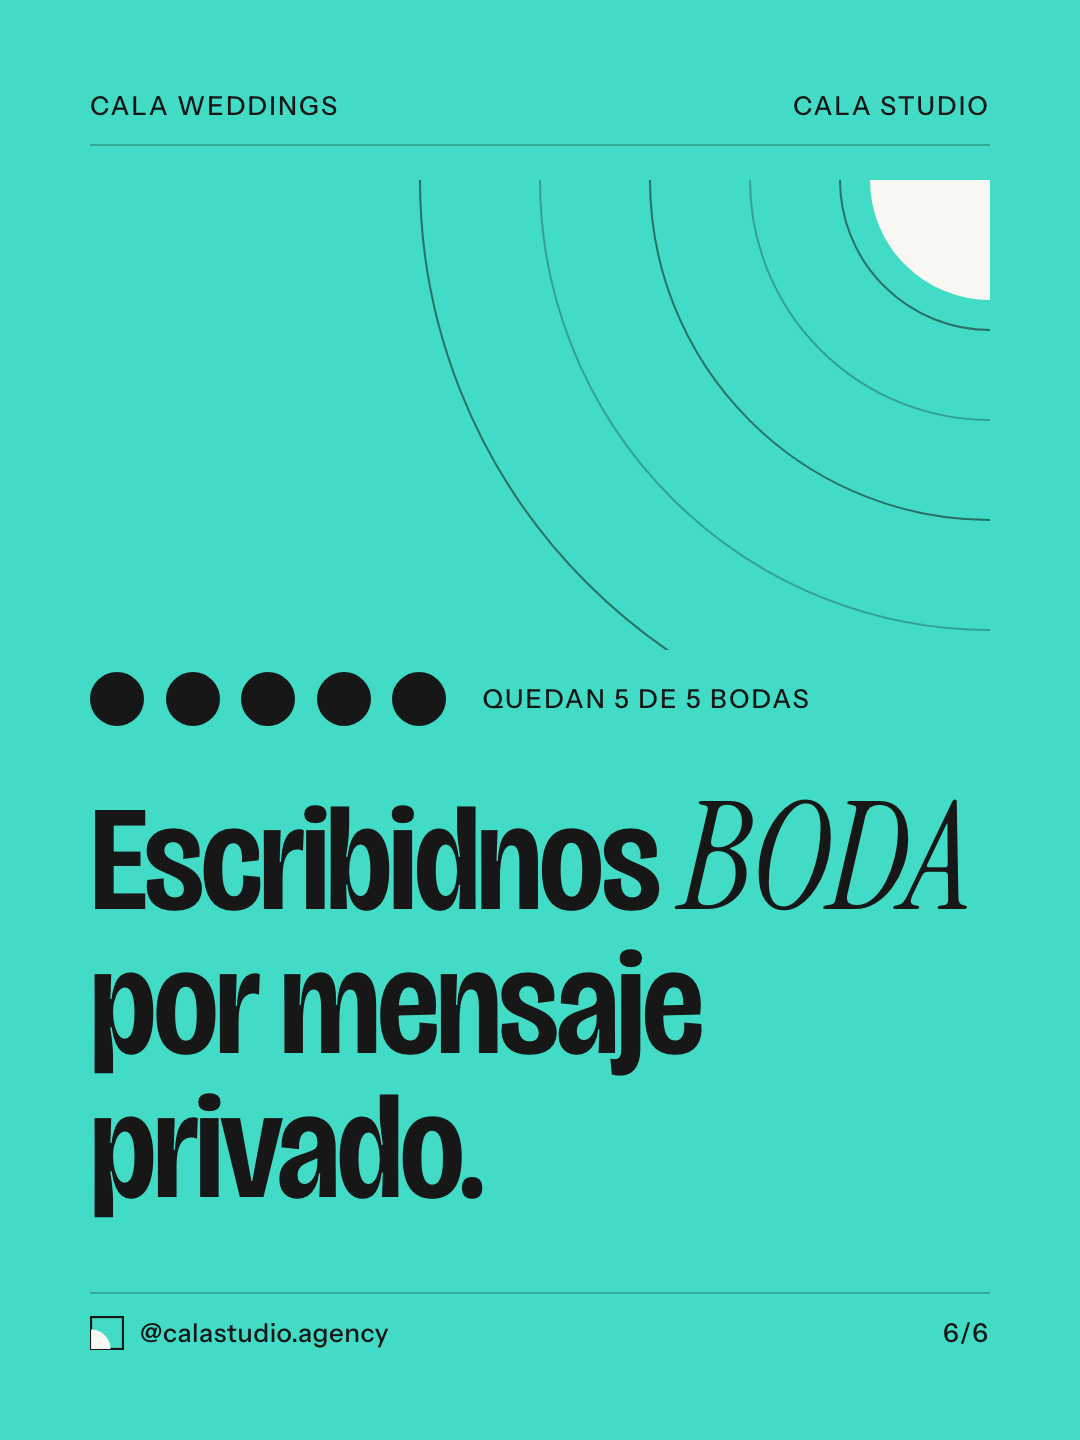 CALA WEDDINGS
CALA STUDIO
QUEDAN 5 DE 5 BODAS
Escribidnos BODA
por mensaje
privado.
@calastudio.agency
6/6